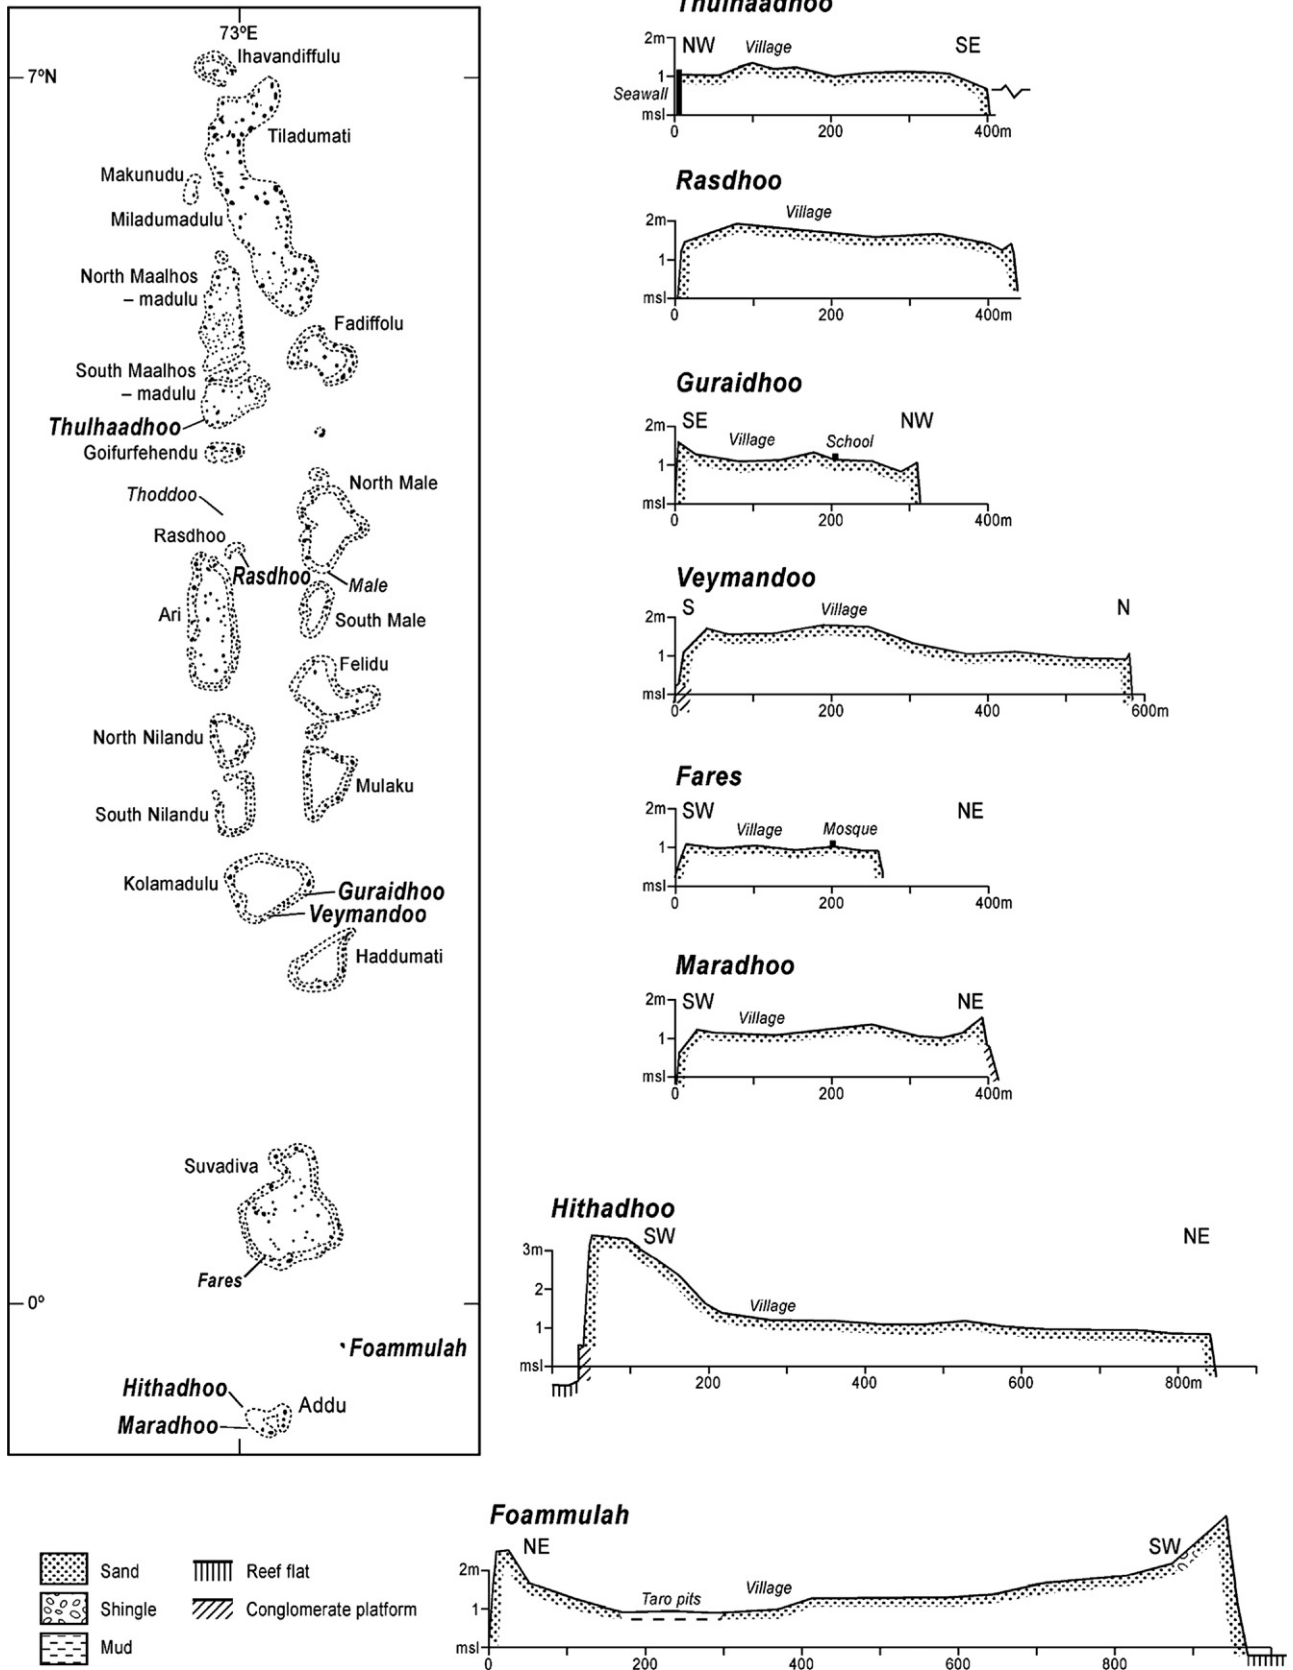 73ºE
Ihavandiffulu
7ºN
Tiladumati
Makunudu
Miladumadulu
North Maalhos
– madulu
Fadiffolu
South Maalhos
– madulu
Thulhaadhoo
Goifurfehendu
North Male
Thoddoo
Rasdhoo
Rasdhoo
Male
Ari
South Male
Felidu
North Nilandu
Mulaku
South Nilandu
Kolamadulu
Guraidhoo
Veymandoo
Haddumati
Suvadiva
Fares
0º
Foammulah
Hithadhoo
Addu
Maradhoo
Thulhaadhoo
2m
NW
Village
SE
1
Seawall
msl
0
200
400m
Rasdhoo
Village
2m
1
msl
0
200
400m
Guraidhoo
2m
SE
NW
Village
School
1
msl
0
200
400m
Veymandoo
2m
S
Village
N
1
msl
0
200
400
600m
Fares
2m
SW
NE
Village
Mosque
1
msl
0
200
400m
Maradhoo
2m
SW
NE
Village
1
msl
0
200
400m
Hithadhoo
SW
NE
3m
2
Village
1
msl
200
400
600
800m
Foammulah
NE
SW
2m
Taro pits
Village
1
msl
0
200
400
600
800
Sand
Reef flat
Shingle
Conglomerate platform
Mud